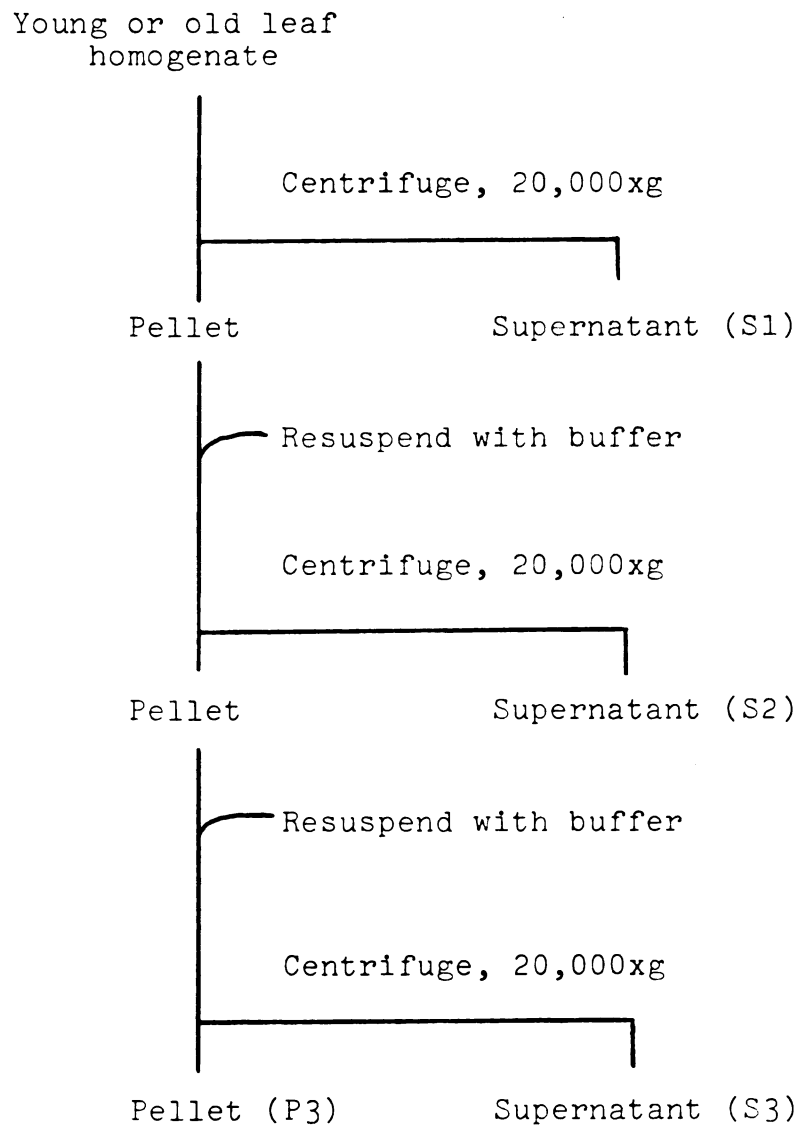 Young or old leaf
homogenate
Centrifuge, 20,000xg
Pellet
Supernatant (S1)
Resuspend with buffer
Centrifuge, 20,000xg
Pellet
Supernatant (S2)
Resuspend with buffer
Centrifuge, 20,000xg
Pellet (P3)
Supernatant (S3)